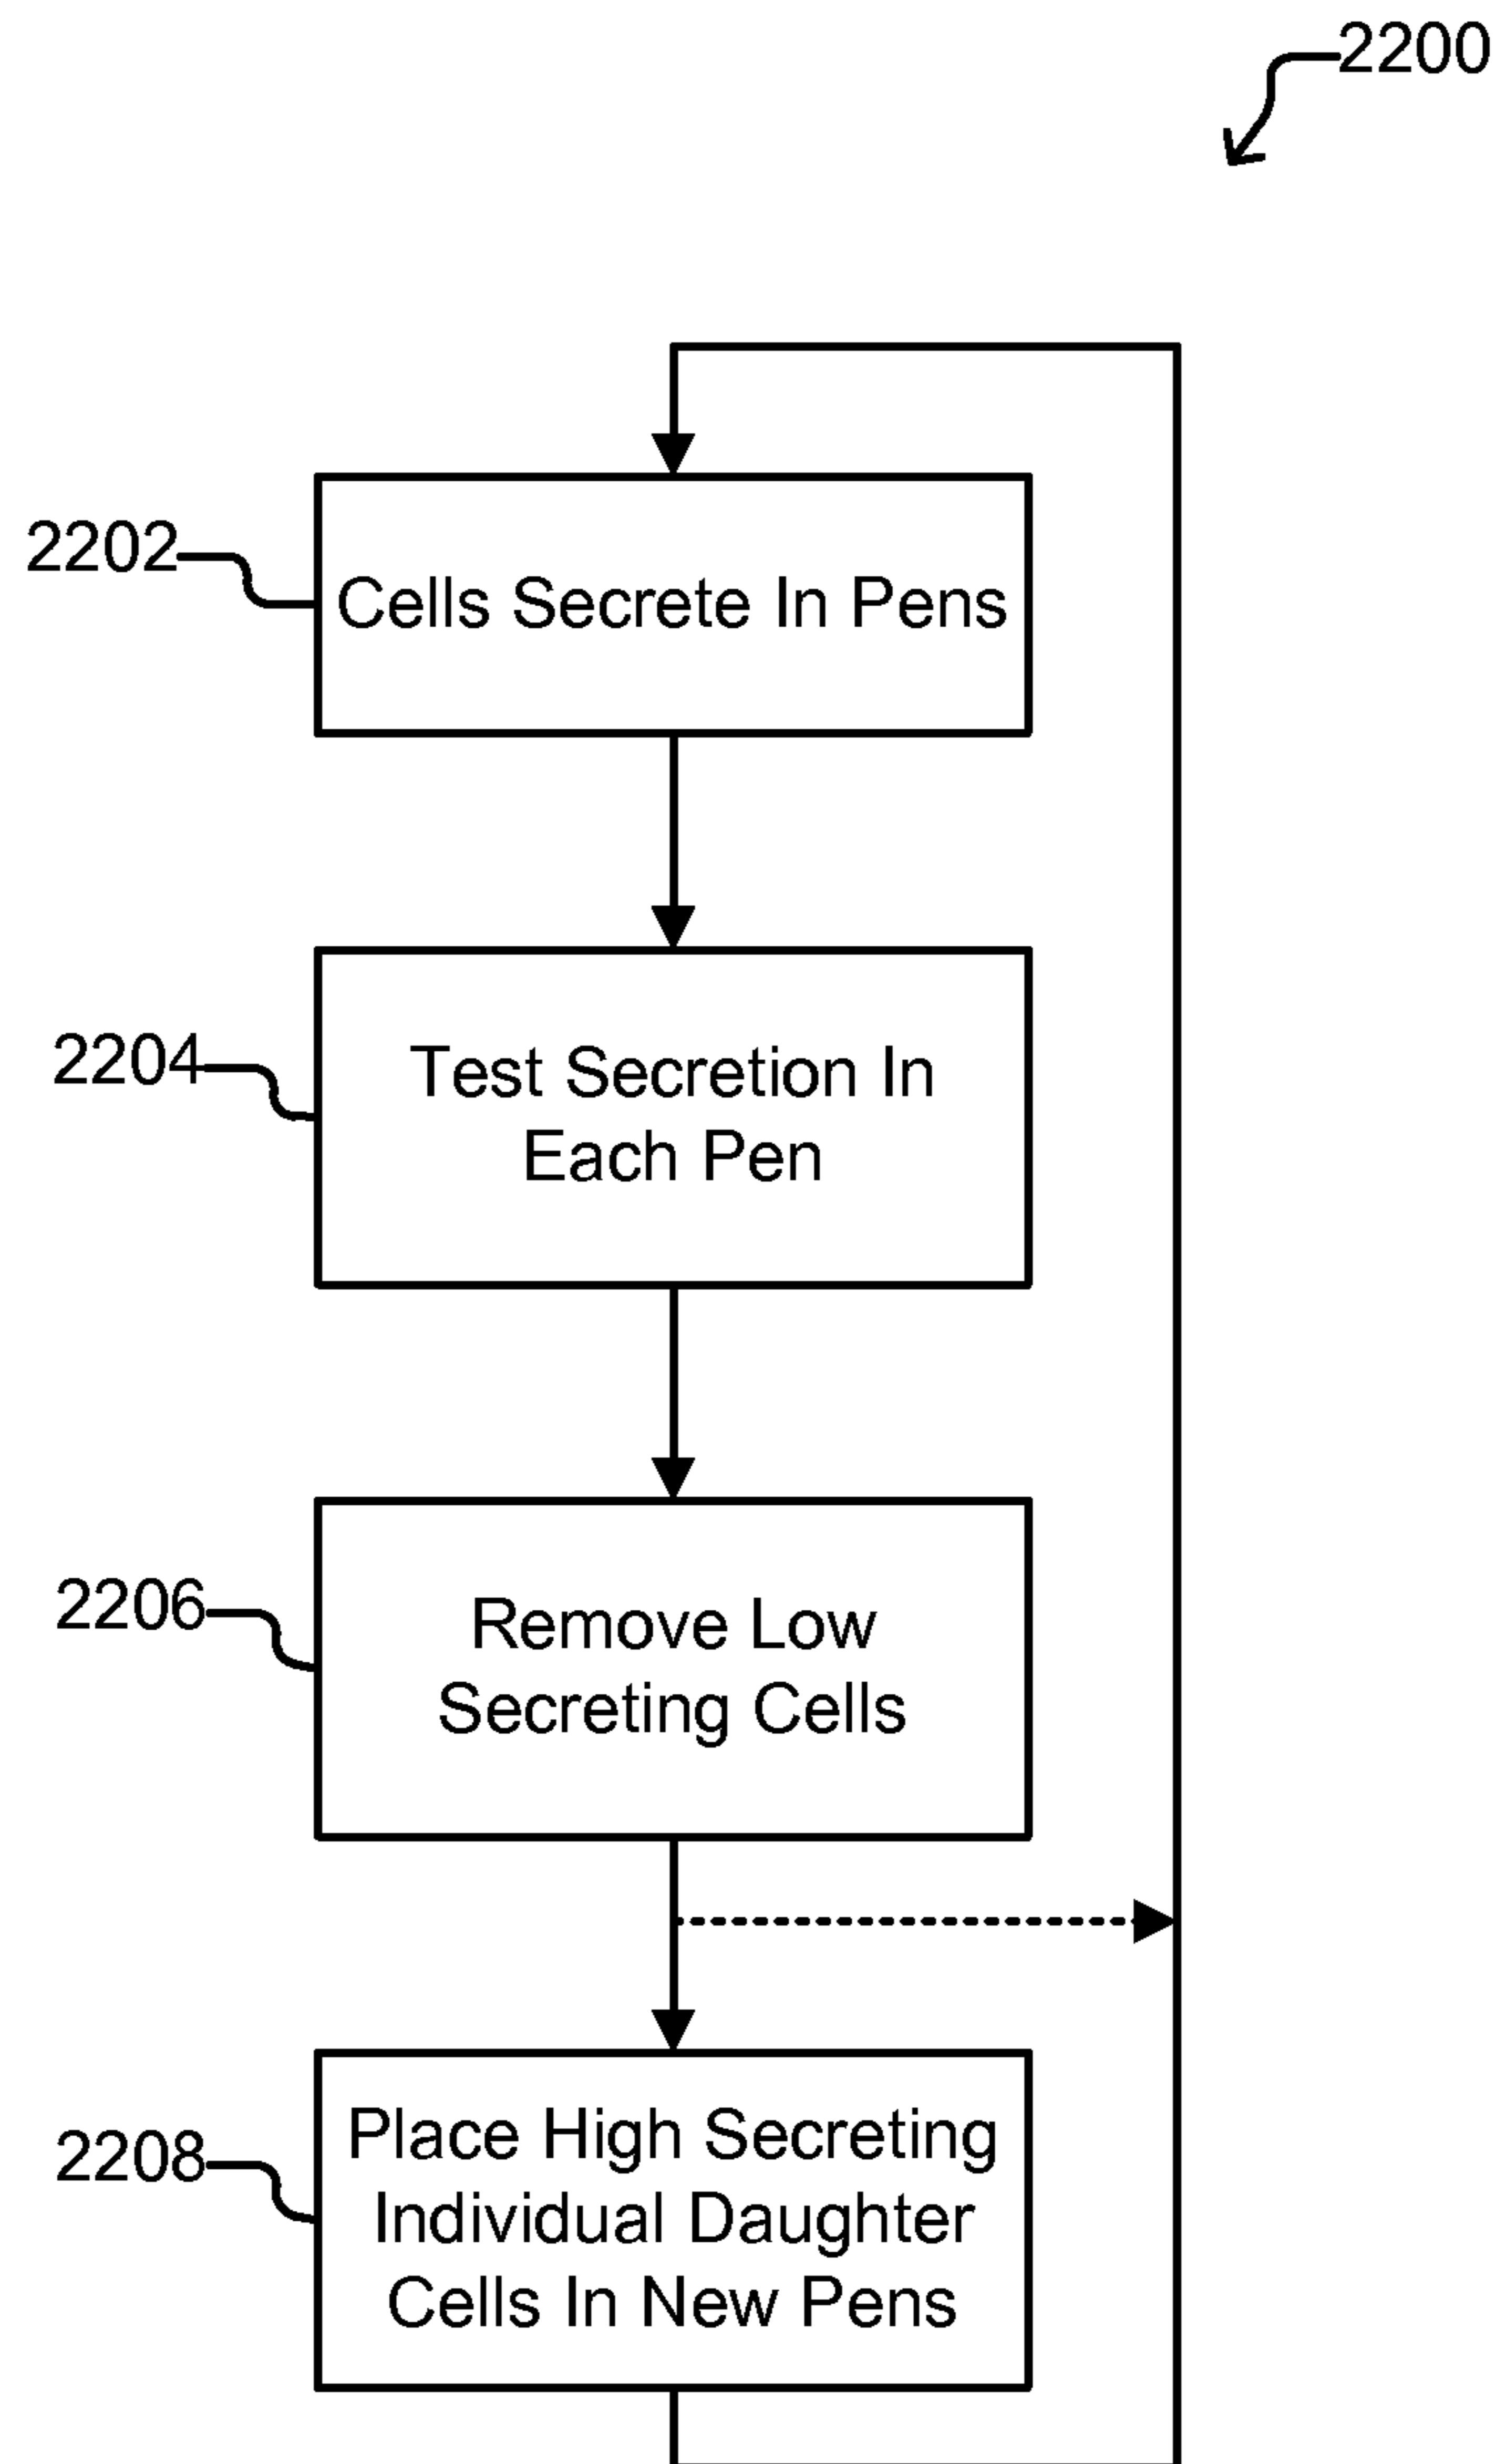 2200
2202
Cells Secrete In Pens
2204
Test Secretion In
Each Pen
2206
Remove Low
Secreting Cells
2208
Place High Secreting
Individual Daughter
Cells In New Pens